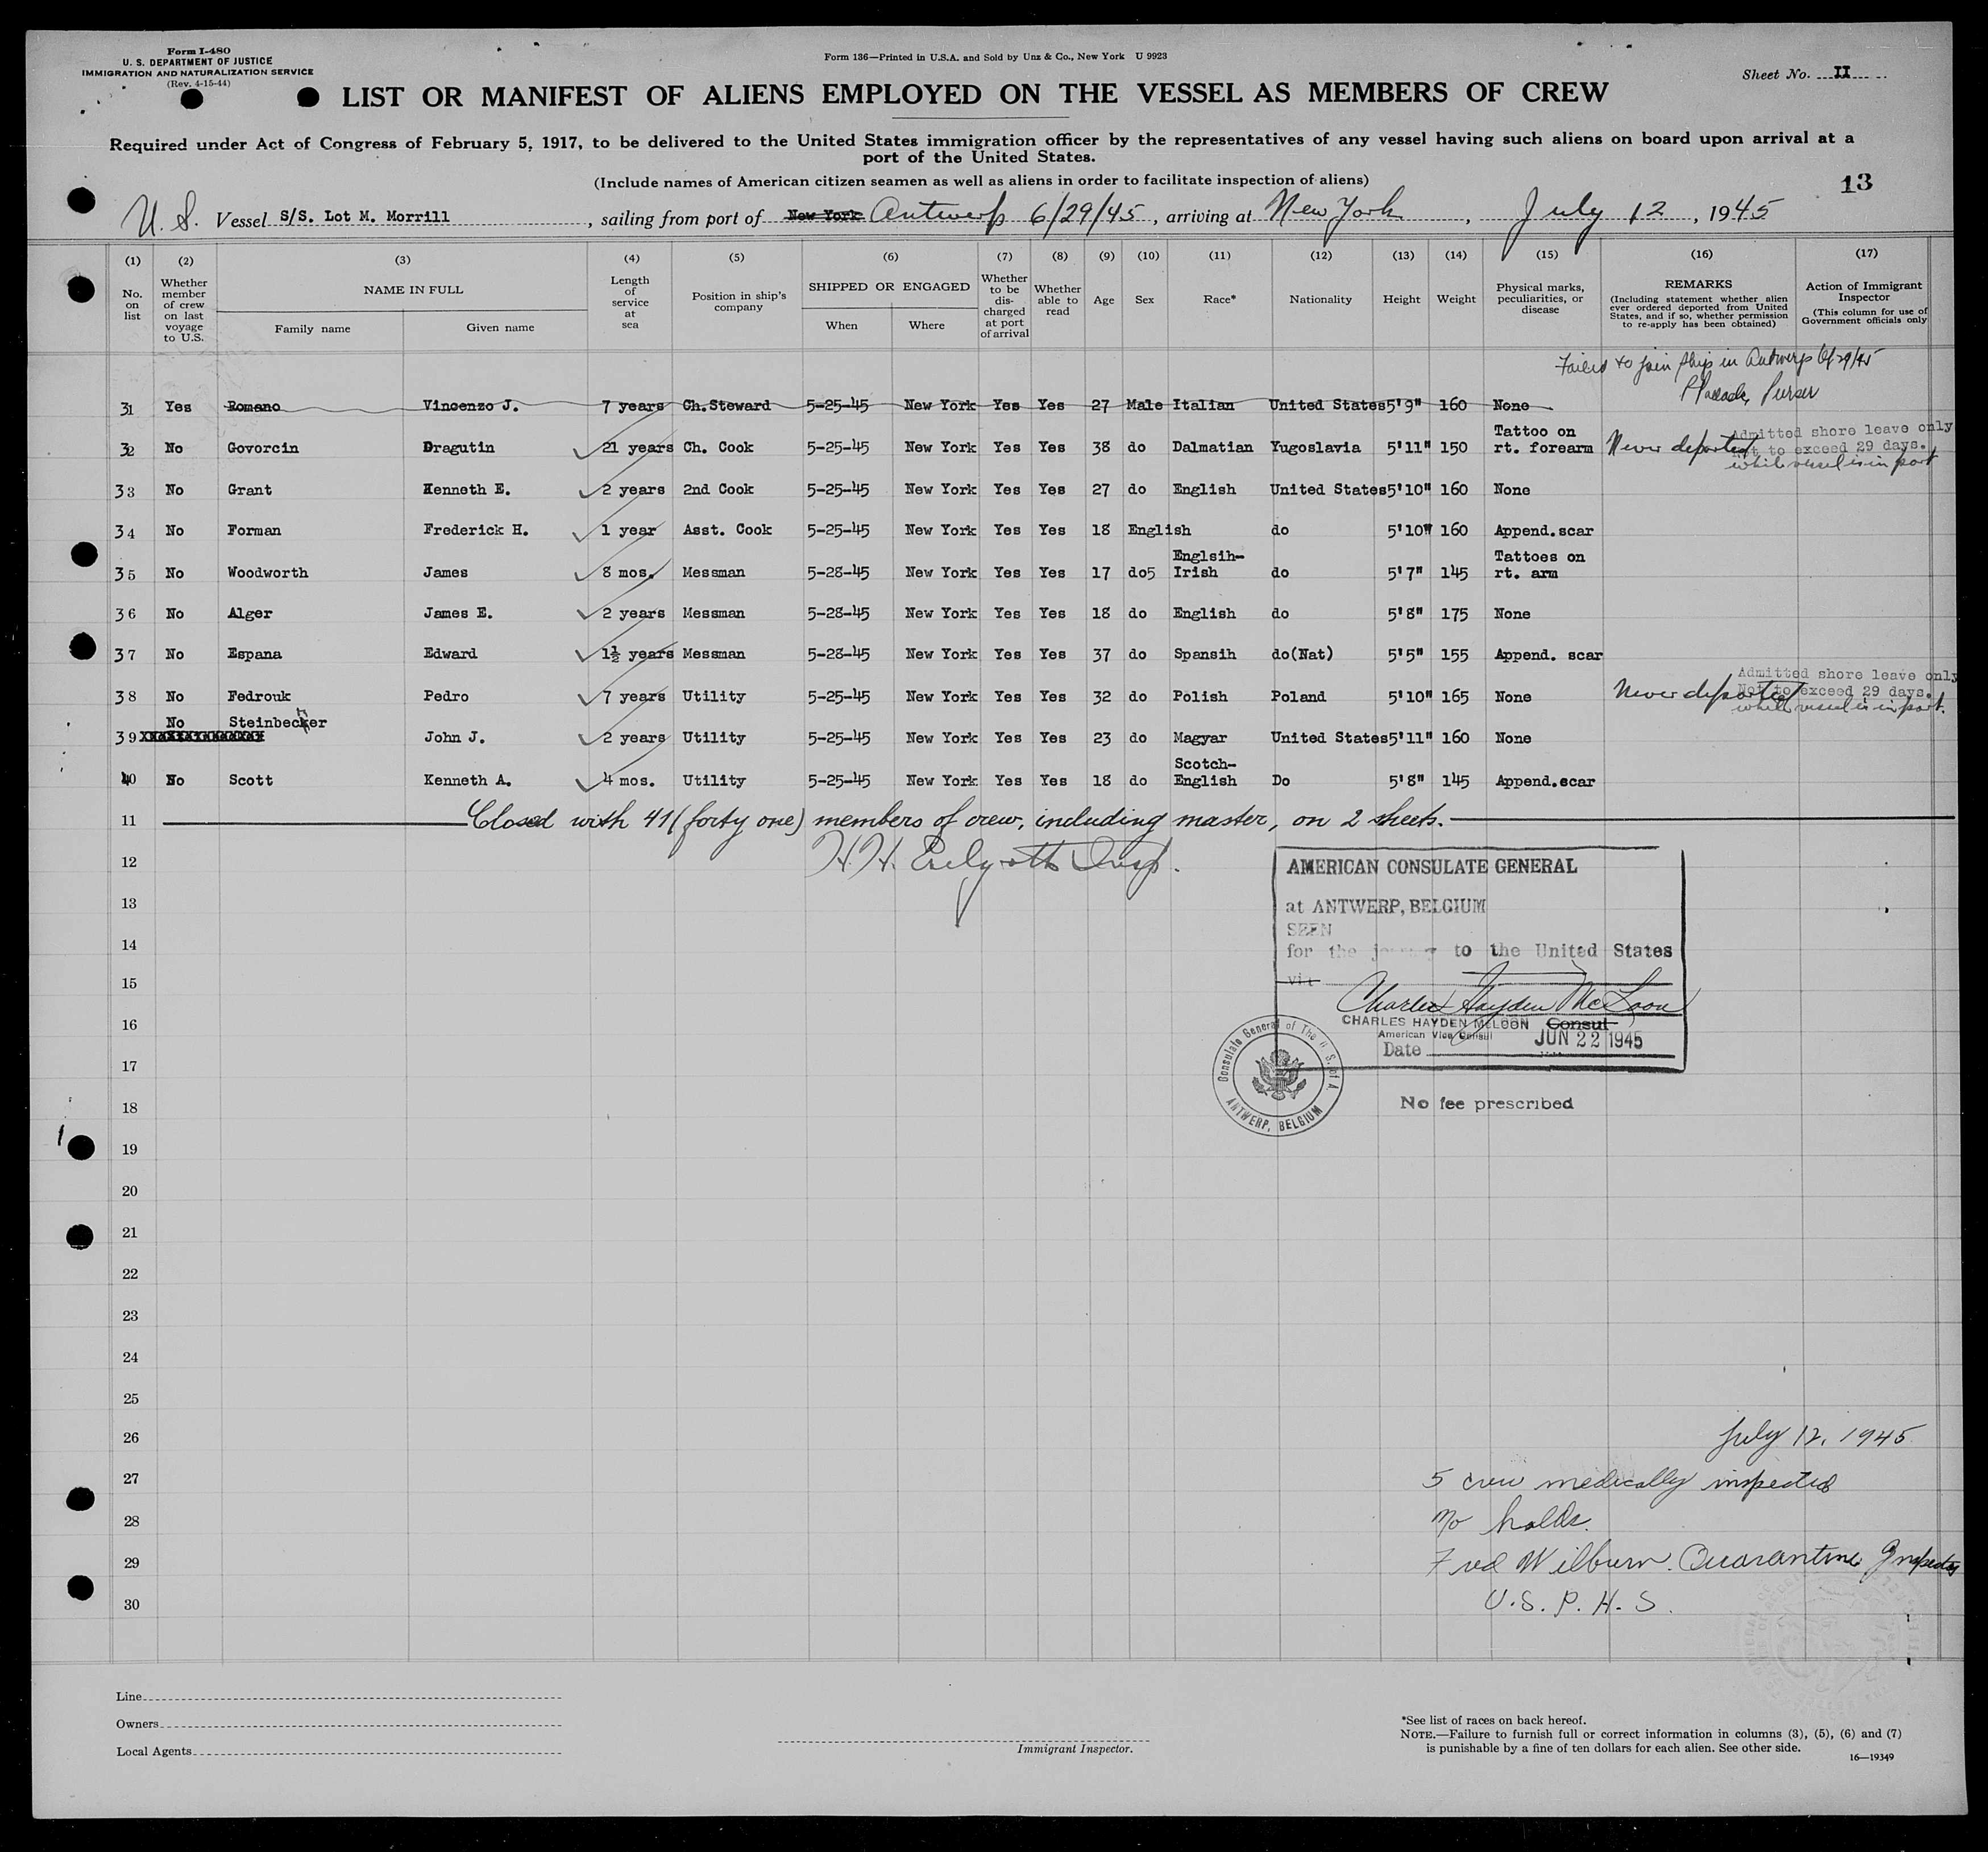 Form I-480
U. S. DEPARTMENT OF JUSTICE
IMMIGRATION AND NATURALIZATION SERVICE
(Rev. 4-15-44)
Form 136—Printed in U.S.A. and Sold by Unz & Co., New York U 9923
Sheet No. II
LIST OR MANIFEST OF ALIENS EMPLOYED ON THE VESSEL AS MEMBERS OF CREW
Required under Act of Congress of February 5, 1917, to be delivered to the United States immigration officer by the representatives of any vessel having such aliens on board upon arrival at a
port of the United States.
(Include names of American citizen seamen as well as aliens in order to facilitate inspection of aliens)
13
U. S. Vessel S/S. Lot M. Morrill, sailing from port of New York Antwerp 6/29/45, arriving at New York, July 12, 1945
(1) (2) (3) (4) (5) (6) (7) (8) (9) (10) (11) (12) (13) (14) (15) (16) (17)
No. on list
Whether member of crew on last voyage to U.S.
NAME IN FULL
Family name Given name
Length of service at sea
Position in ship's company
SHIPPED OR ENGAGED
When Where
Whether to be discharged at port of arrival
Whether able to read
Age Sex Race* Nationality Height Weight
Physical marks, peculiarities, or disease
REMARKS
(Including statement whether alien ever ordered deported from United States, and if so, whether permission to re-apply has been obtained)
Action of Immigrant Inspector
(This column for use of Government officials only
Failed to join ship in Antwerp 6/29/45
Purser
31 Yes Romano Vincenzo J. 7 years Ch.Steward 5-25-45 New York Yes Yes 27 Male Italian United States 5'9" 160 None
32 No Govorcin Dragutin 21 years Ch. Cook 5-25-45 New York Yes Yes 38 do Dalmatian Yugoslavia 5'11" 150 Tattoo on rt. forearm Never deported Admitted shore leave only Not to exceed 29 days. while vessel is in port
33 No Grant Kenneth E. 2 years 2nd Cook 5-25-45 New York Yes Yes 27 do English United States 5'10" 160 None
34 No Forman Frederick H. 1 year Asst. Cook 5-25-45 New York Yes Yes 18 English do 5'10" 160 Append.scar
35 No Woodworth James 8 mos. Messman 5-28-45 New York Yes Yes 17 do5 Englsih-Irish do 5'7" 145 Tattoes on rt. arm
36 No Alger James E. 2 years Messman 5-28-45 New York Yes Yes 18 do English do 5'8" 175 None
37 No Espana Edward 1½ years Messman 5-28-45 New York Yes Yes 37 do Spansih do(Nat) 5'5" 155 Append. scar
38 No Fedrouk Pedro 7 years Utility 5-25-45 New York Yes Yes 32 do Polish Poland 5'10" 165 None Never deported Admitted shore leave only Not to exceed 29 days. while vessel is in port.
39 No Steinbecker John J. 2 years Utility 5-25-45 New York Yes Yes 23 do Magyar United States 5'11" 160 None
40 No Scott Kenneth A. 4 mos. Utility 5-25-45 New York Yes Yes 18 do Scotch-English Do 5'8" 145 Append.scar
11 Closed with 41 (forty one) members of crew, including master, on 2 sheets.
12 H.H.
AMERICAN CONSULATE GENERAL
13
at ANTWERP, BELGIUM
SEEN
14
for the journey to the United States
15
via
Charles Hayden McLoon
16
CHARLES HAYDEN McLOON Consul
American Vice Consul
JUN 22 1945
Date
Consulate General of The U. S. of A.
ANTWERP, BELGIUM
17
18
No fee prescribed
19
20
21
22
23
24
25
26 July 12, 1945
27 5 crew medically inspected
28 No holds.
29 Fred Wilburn. Quarantine Inspector
30 U.S.P.H.S.
Line
Owners
Local Agents
Immigrant Inspector.
*See list of races on back hereof.
NOTE.—Failure to furnish full or correct information in columns (3), (5), (6) and (7)
is punishable by a fine of ten dollars for each alien. See other side.
16—19349